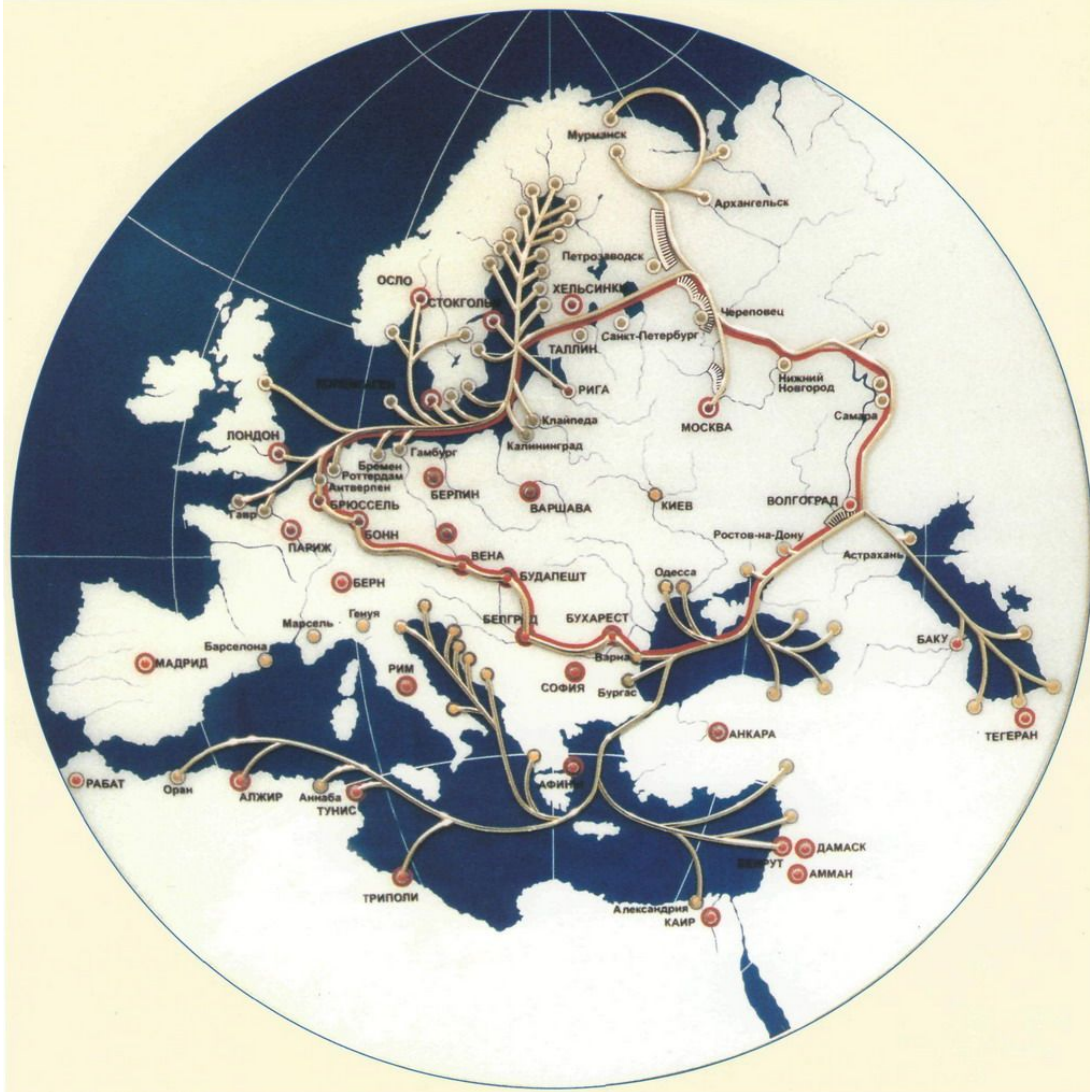 Мурманск
Архангельск
Петрозаводск
ОСЛО
ХЕЛЬСИНКИ
СТОКГОЛЬМ
Череповец
Санкт-Петербург
ТАЛЛИН
Нижний
Новгород
РИГА
Самара
МОСКВА
Клайпеда
Калининград
ЛОНДОН
Гамбург
Бремен
Роттердам
Антверпен
БЕРЛИН
ВАРШАВА
КИЕВ
ВОЛГОГРАД
БРЮССЕЛЬ
Гавр
БОНН
ПАРИЖ
Ростов-на-Дону
Астрахань
ВЕНА
БУДАПЕШТ
Одесса
БЕРН
Генуя
Марсель
БЕЛГРАД
БУХАРЕСТ
БАКУ
Барселона
Варна
МАДРИД
РИМ
СОФИЯ
Бургас
АНКАРА
ТЕГЕРАН
РАБАТ
Оран
АЛЖИР
Аннаба
ТУНИС
АФИНЫ
ДАМАСК
БЕЙРУТ
АММАН
ТРИПОЛИ
Александрия
КАИР